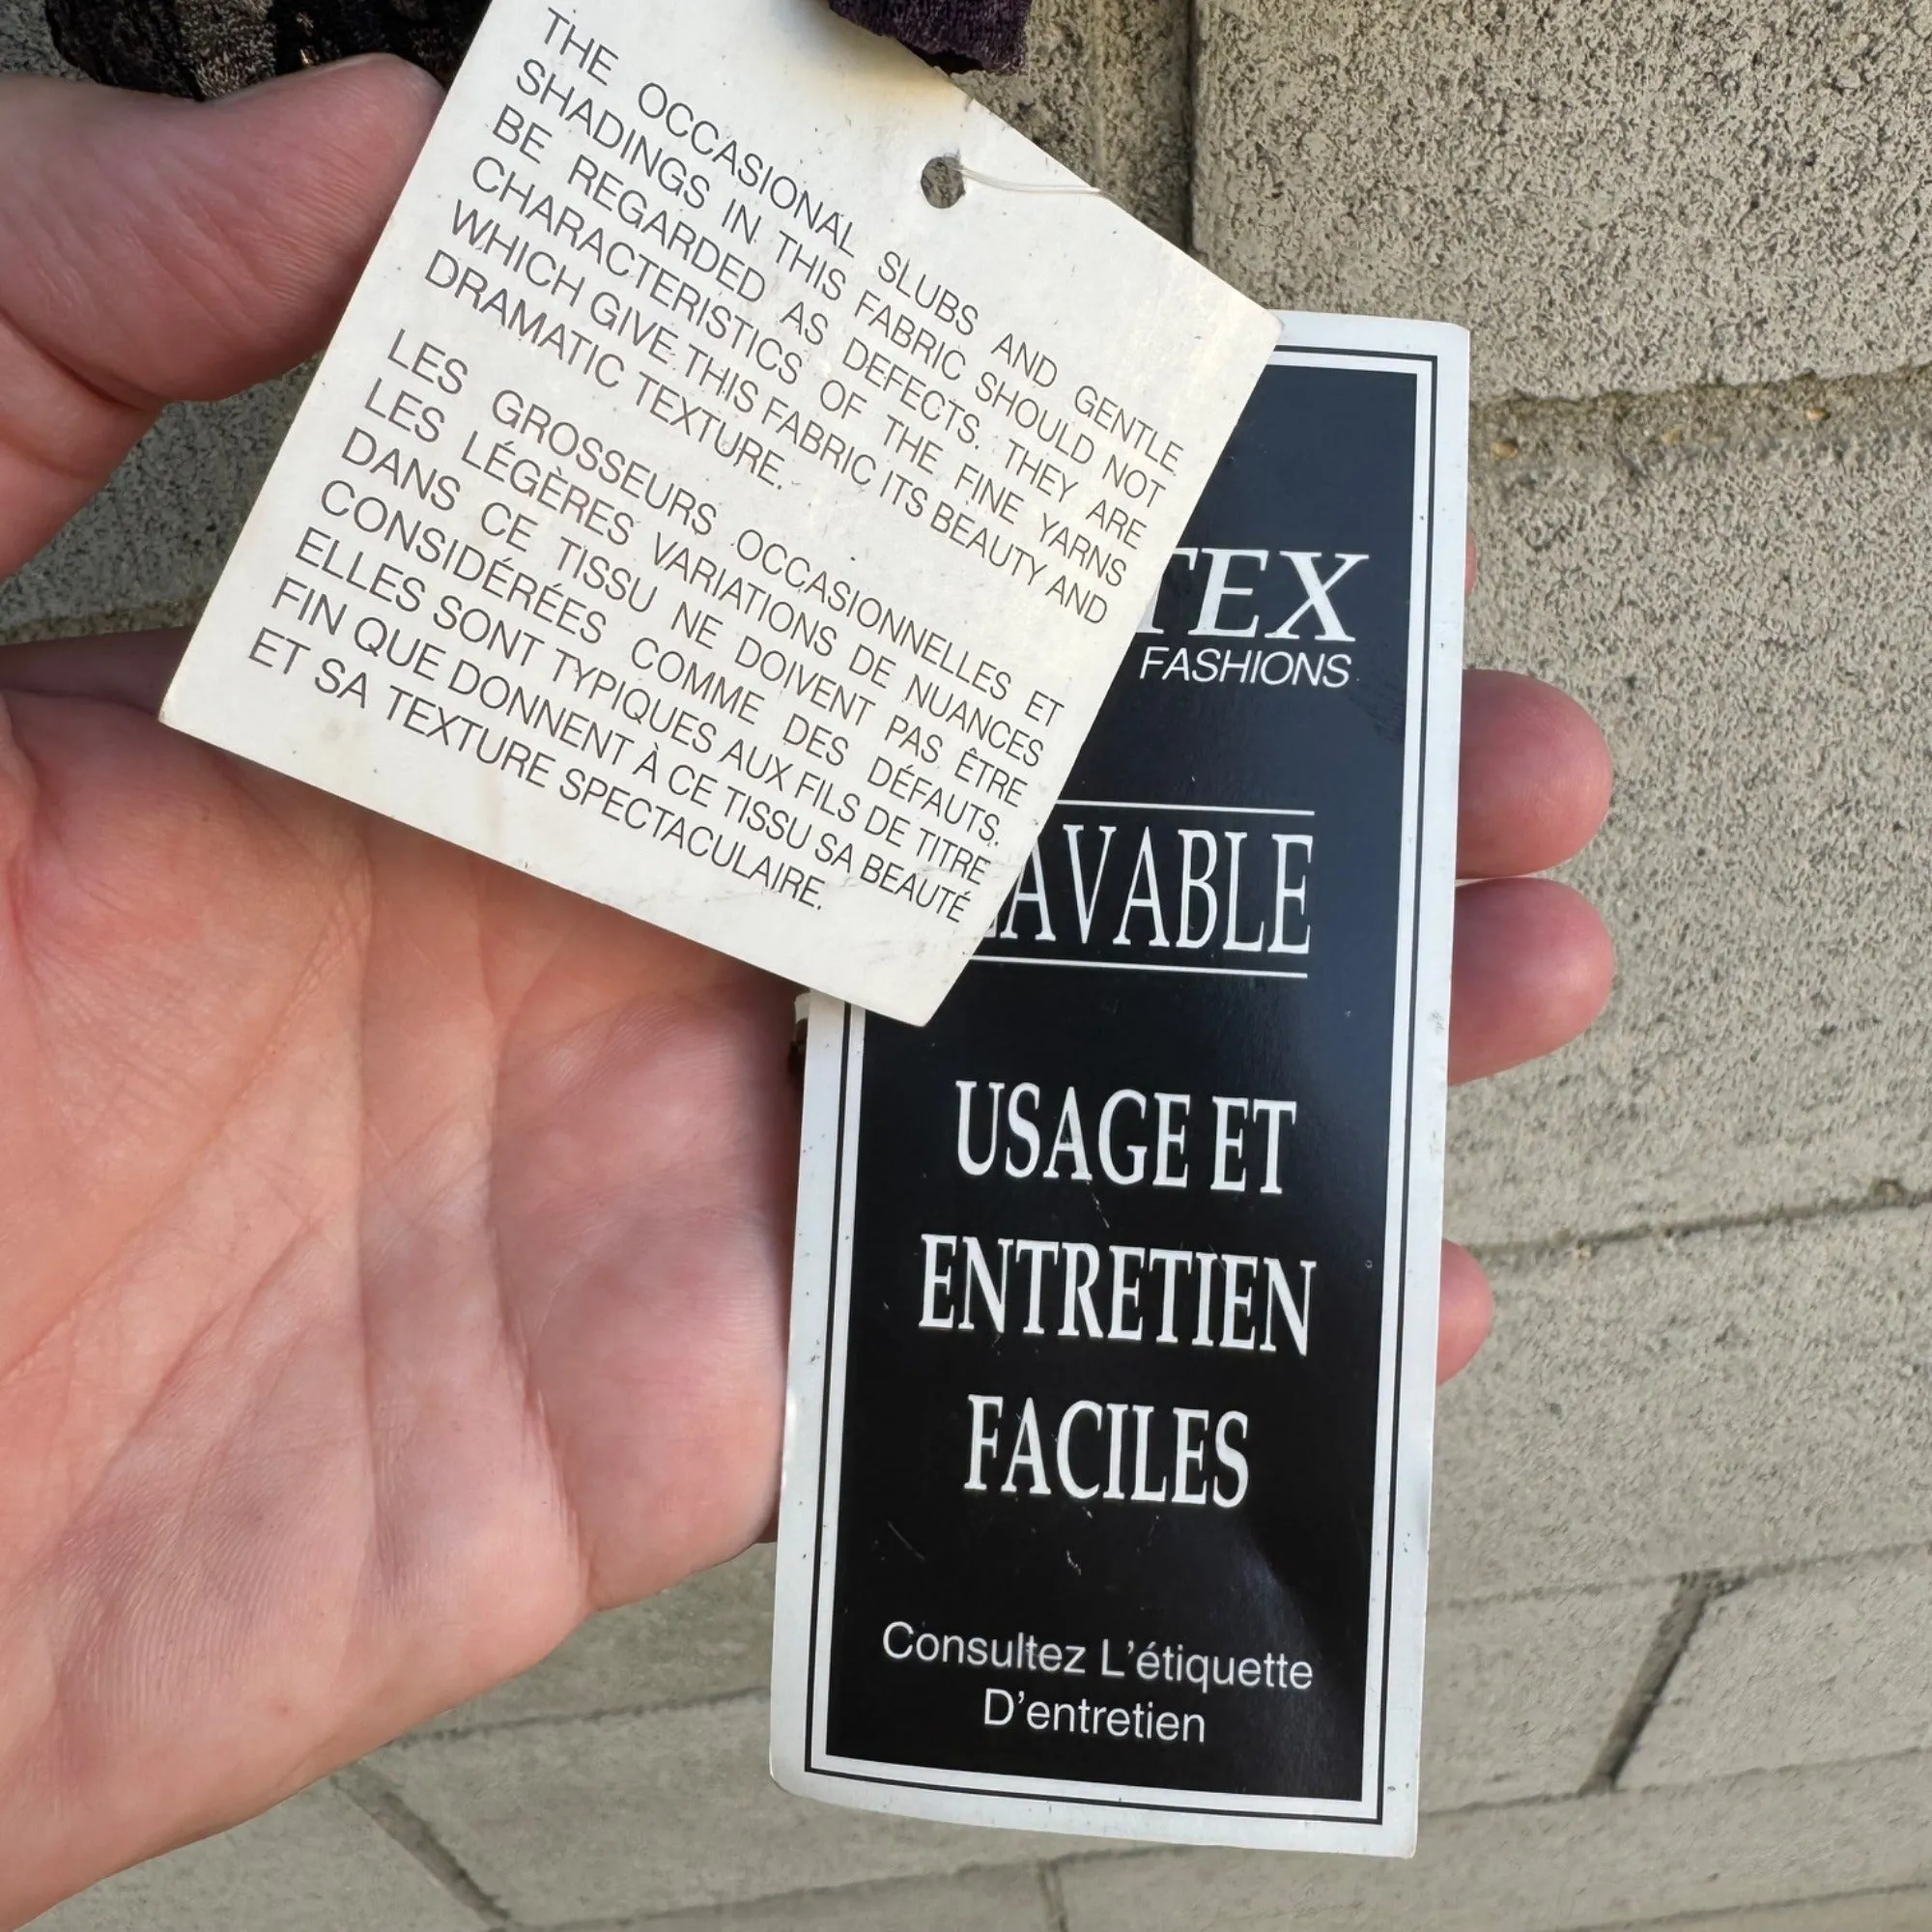 THE OCCASIONAL SLUBS AND GENTLE
SHADINGS IN THIS FABRIC SHOULD NOT
BE REGARDED AS DEFECTS. THEY ARE
CHARACTERISTICS OF THE FINE YARNS
WHICH GIVE THIS FABRIC ITS BEAUTY AND
DRAMATIC TEXTURE.
LES GROSSEURS OCCASIONNELLES ET
LES LÉGÈRES VARIATIONS DE NUANCES
DANS CE TISSU NE DOIVENT PAS ÊTRE
CONSIDÉRÉES COMME DES DÉFAUTS.
ELLES SONT TYPIQUES AUX FILS DE TITRE
FIN QUE DONNENT À CE TISSU SA BEAUTÉ
ET SA TEXTURE SPECTACULAIRE.
TEX
FASHIONS
LAVABLE
USAGE ET
ENTRETIEN
FACILES
Consultez L'étiquette
D'entretien